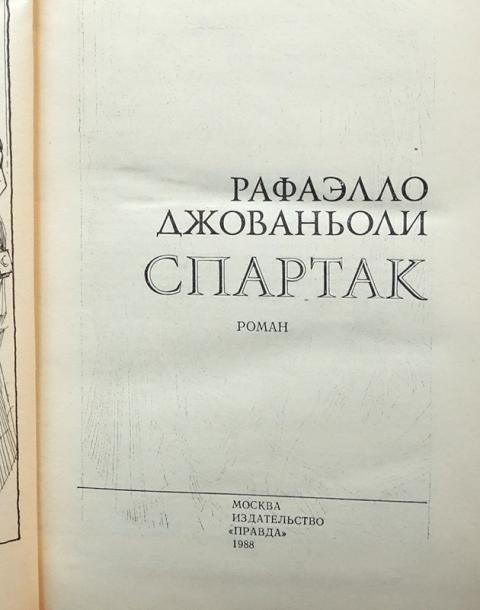 РАФАЭЛЛО
ДЖОВАНЬОЛИ
СПАРТАК
РОМАН
МОСКВА
ИЗДАТЕЛЬСТВО
«ПРАВДА»
1988